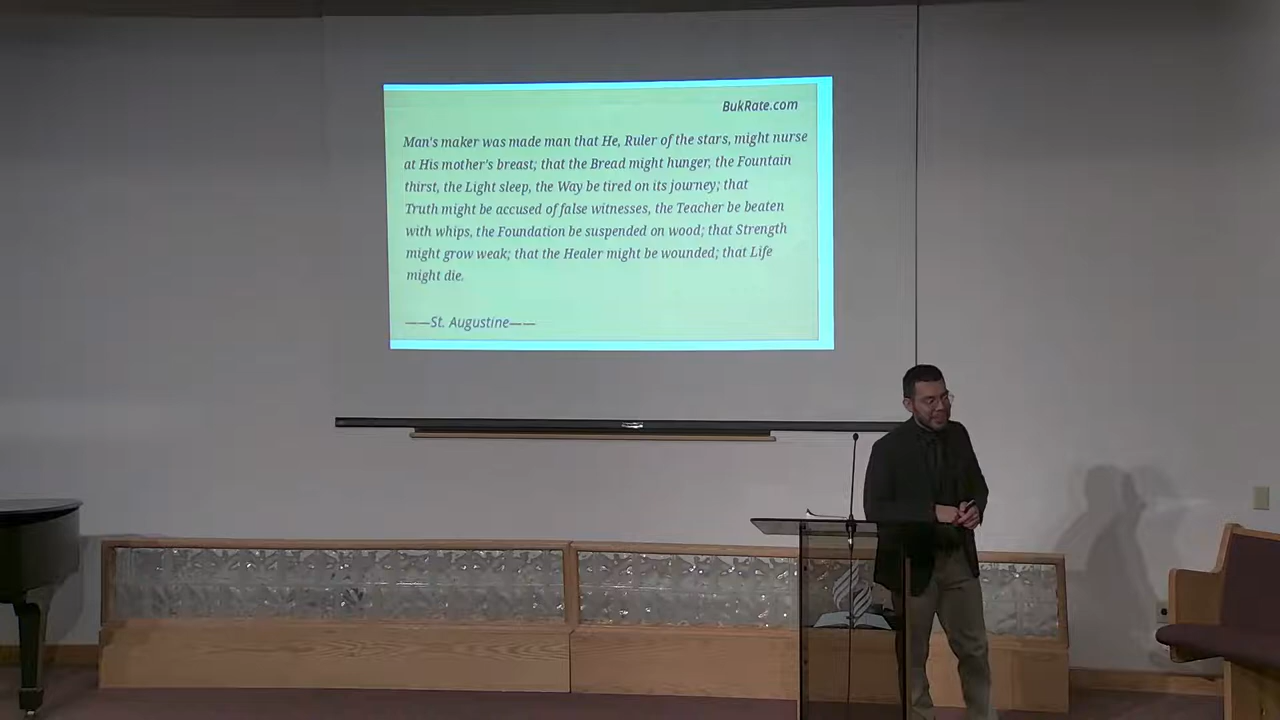 BukRate.com
Man's maker was made man that He, Ruler of the stars, might nurse
at His mother's breast; that the Bread might hunger, the Fountain
thirst, the Light sleep, the Way be tired on its journey; that
Truth might be accused of false witnesses, the Teacher be beaten
with whips, the Foundation be suspended on wood; that Strength
might grow weak; that the Healer might be wounded; that Life
might die.
——St. Augustine——